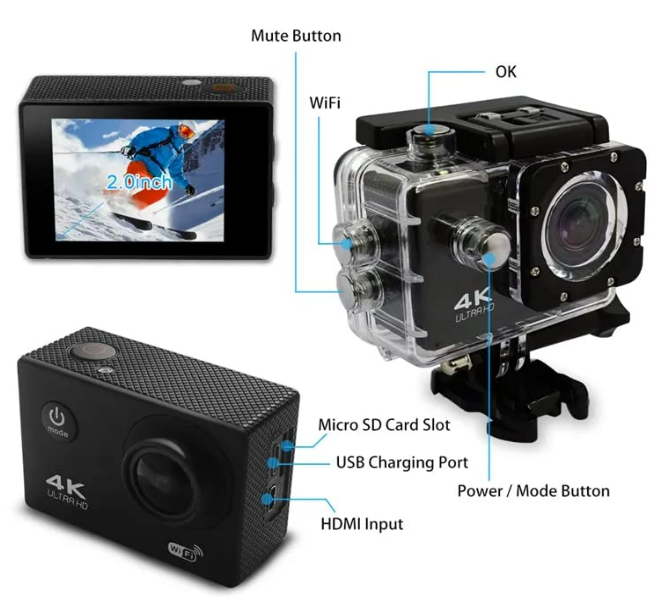 Mute Button
OK
WiFi
2.0inch
4K
ULTRA HD
mode
4K
ULTRA HD
WiFi
Micro SD Card Slot
USB Charging Port
HDMI Input
Power / Mode Button